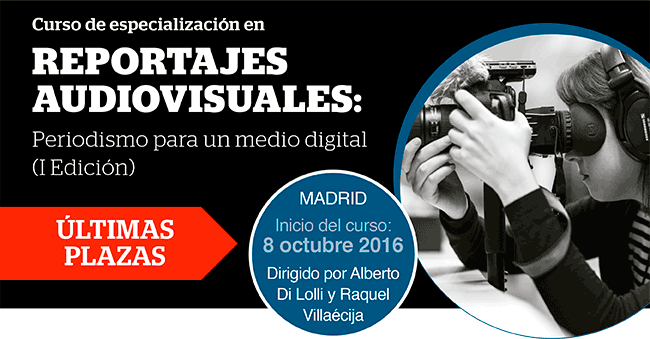 Curso de especialización en
REPORTAJES
AUDIOVISUALES:
Periodismo para un medio digital
(I Edición)
ÚLTIMAS
PLAZAS
MADRID
Inicio del curso:
8 octubre 2016
Dirigido por Alberto
Di Lolli y Raquel
Villaécija